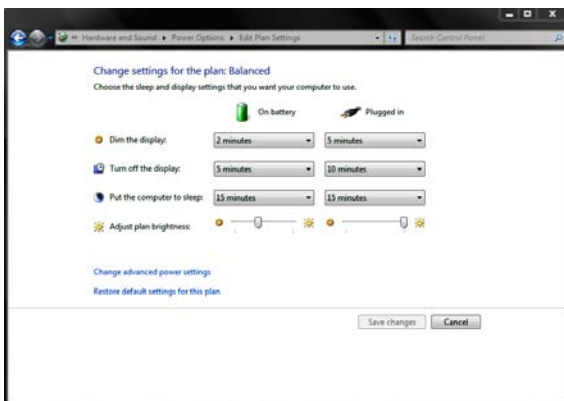 « Hardware and Sound ▸ Power Options ▸ Edit Plan Settings
Search Control Panel
Change settings for the plan: Balanced
Choose the sleep and display settings that you want your computer to use.
On battery Plugged in
Dim the display: 2 minutes 5 minutes
Turn off the display: 5 minutes 10 minutes
Put the computer to sleep: 15 minutes 15 minutes
Adjust plan brightness:
Change advanced power settings
Restore default settings for this plan
Save changes Cancel